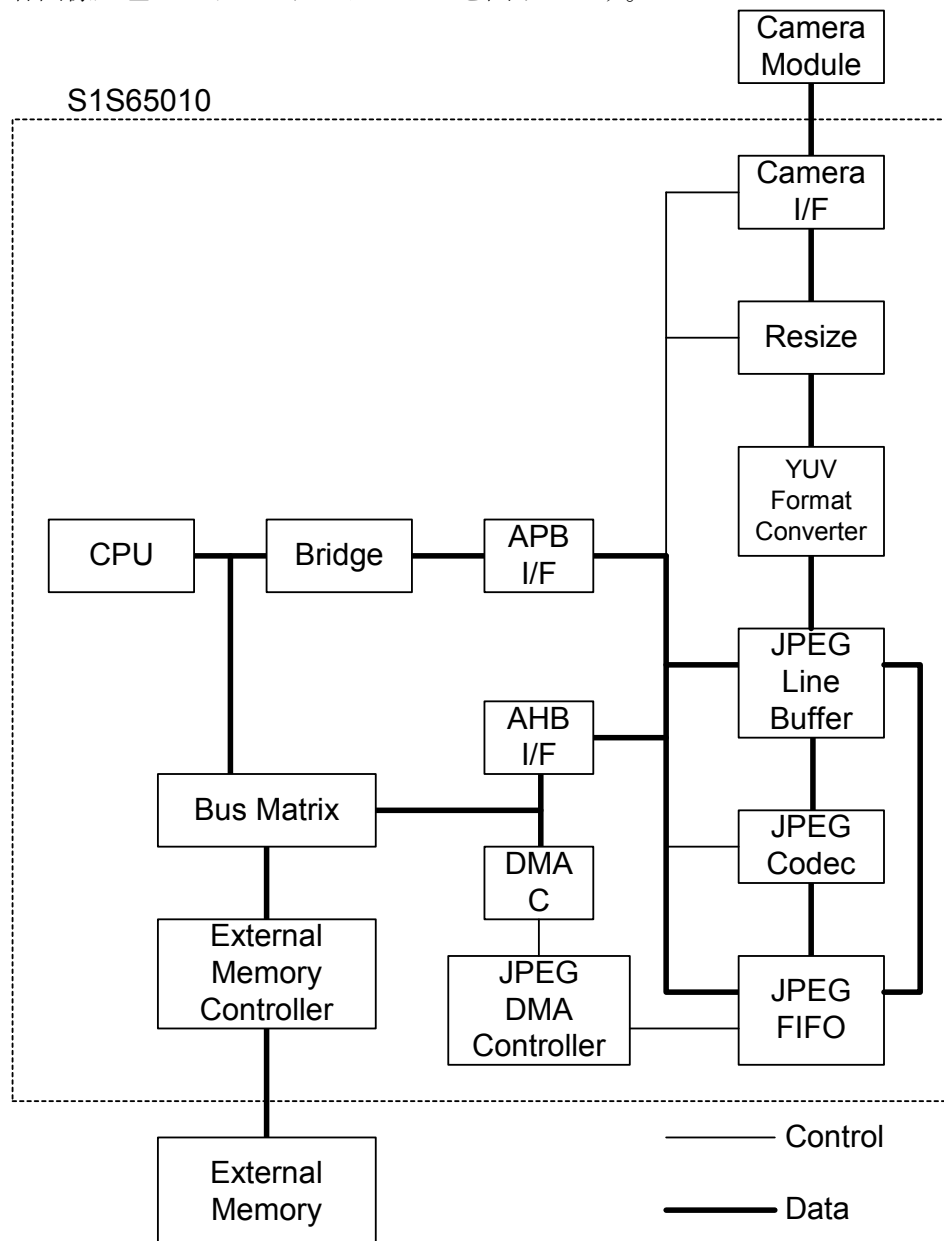 Camera
Module
S1S65010
Camera
I/F
Resize
YUV
Format
Converter
CPU
Bridge
APB
I/F
JPEG
Line
Buffer
AHB
I/F
Bus Matrix
JPEG
Codec
DMA
C
External
Memory
Controller
JPEG
DMA
Controller
JPEG
FIFO
Control
External
Memory
Data